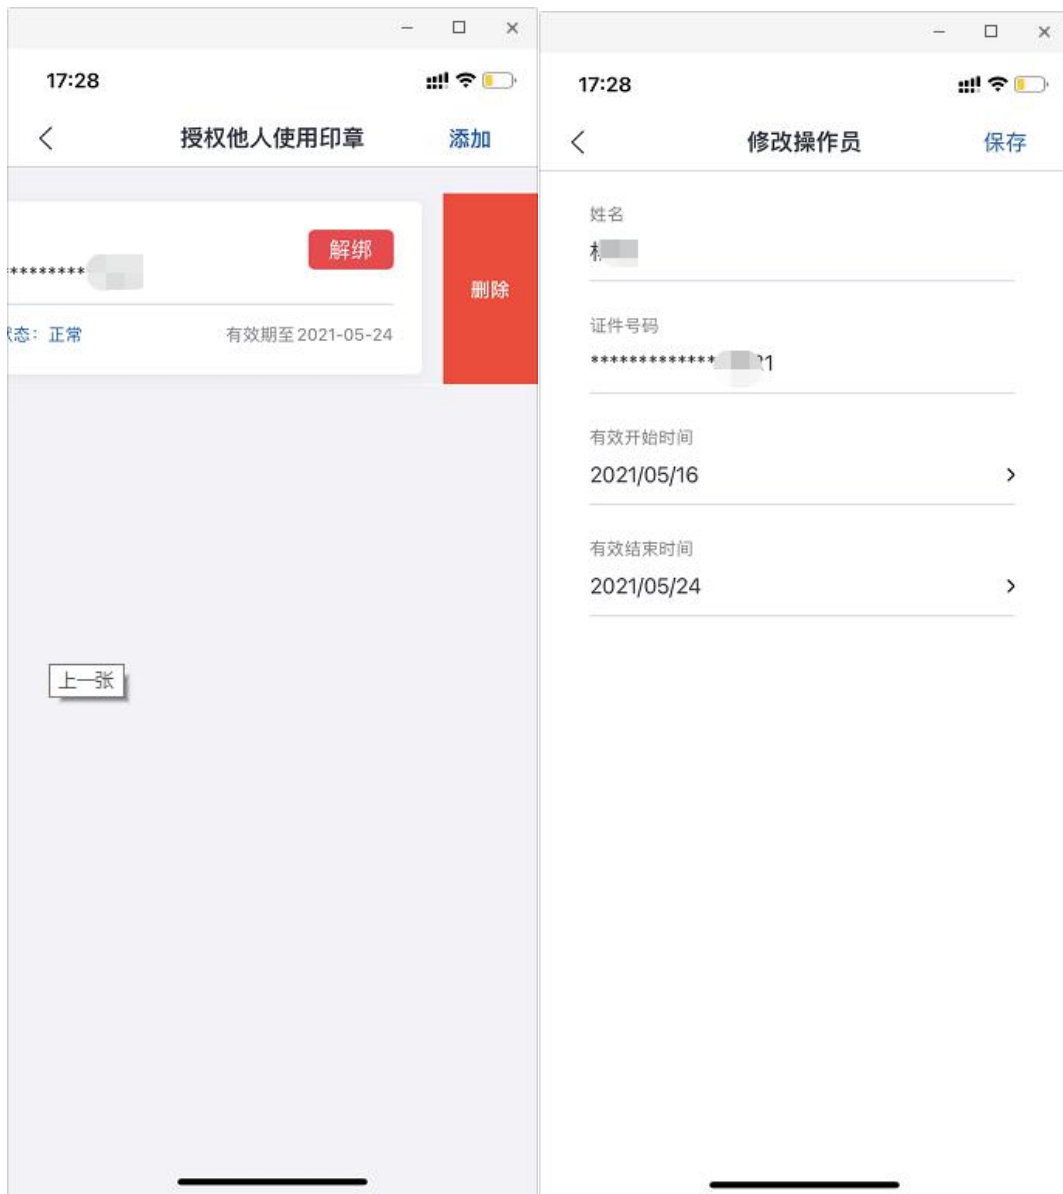 17:28
授权他人使用印章 添加
解绑
*********
删除
状态：正常 有效期至2021-05-24
上一张
17:28
修改操作员 保存
姓名
证件号码
************* 21
有效开始时间
2021/05/16
有效结束时间
2021/05/24